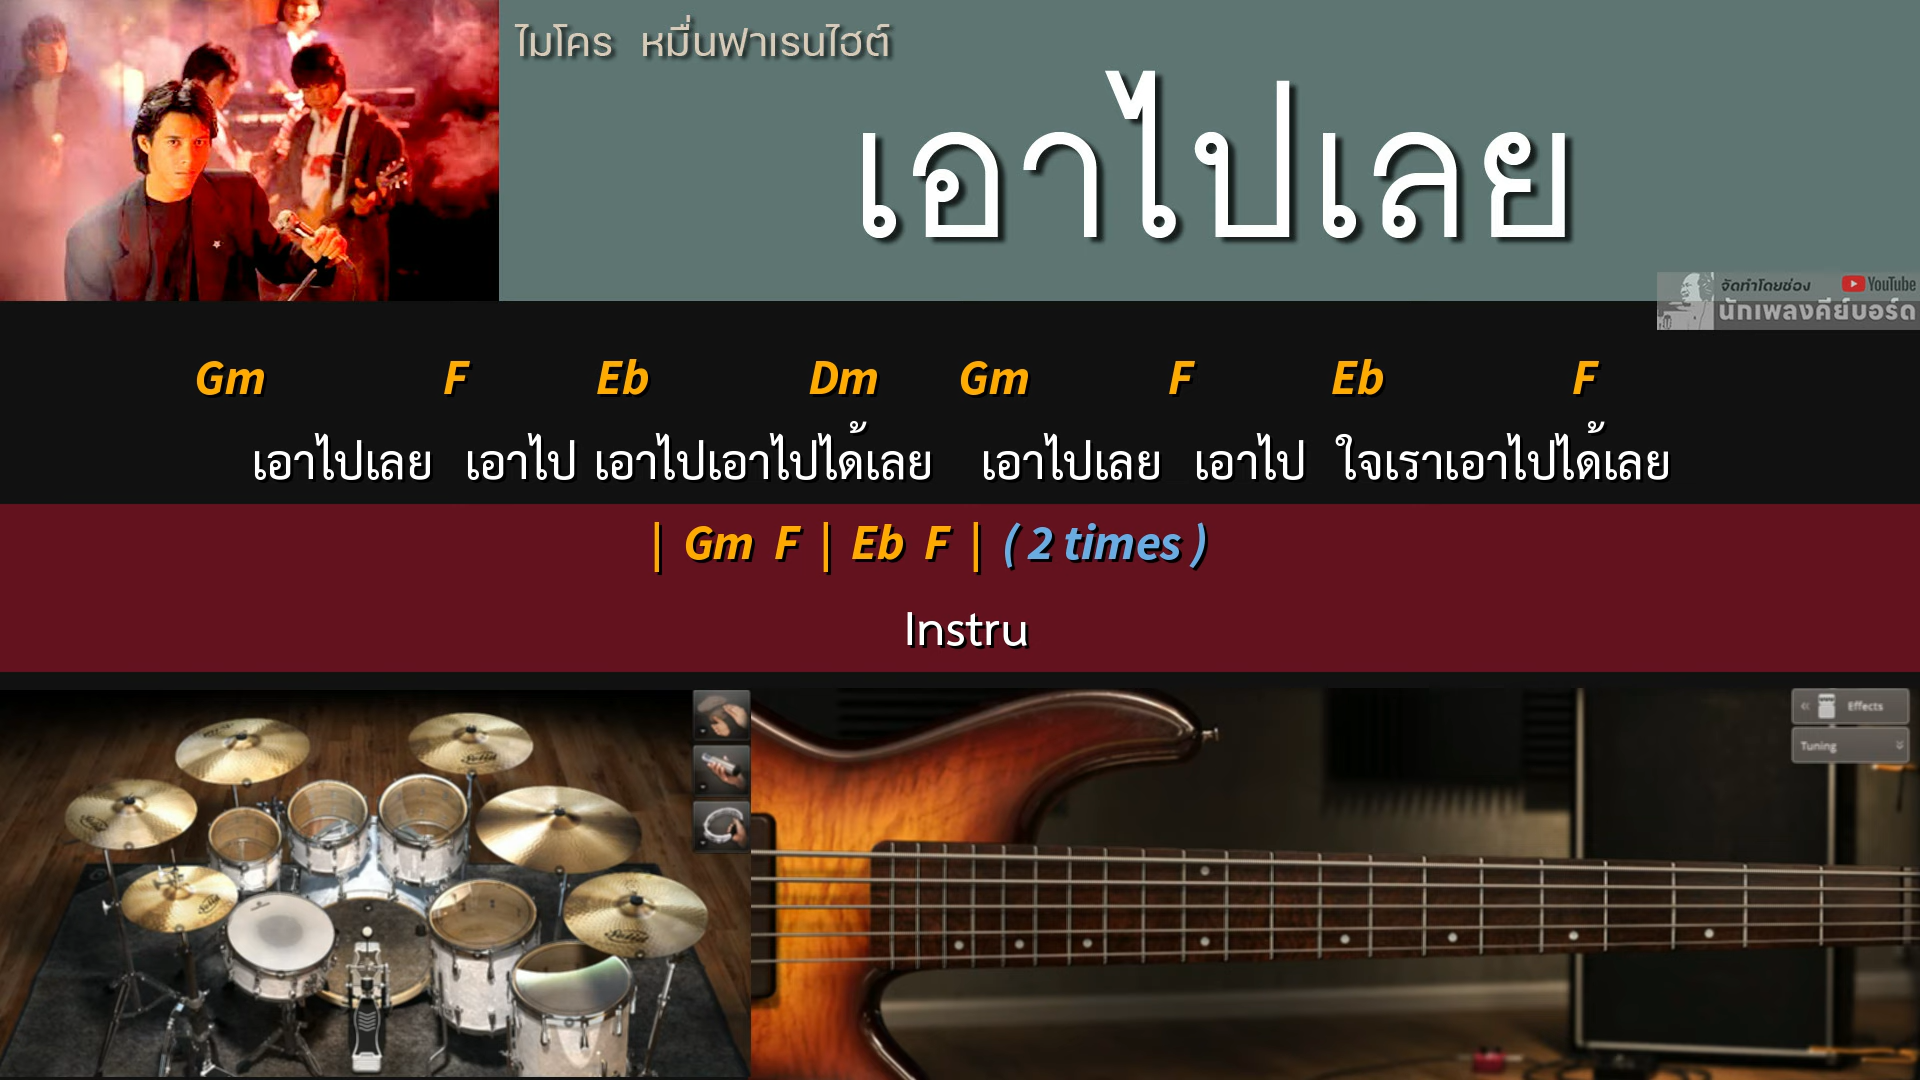 ไมโคร หมื่นฟาเรนไฮต์
เอาไปเลย
จัดทำโดยช่อง YouTube
นักเพลงคีย์บอร์ด
Gm F Eb Dm Gm F Eb F
เอาไปเลย เอาไป เอาไปเอาไปได้เลย เอาไปเลย เอาไป ใจเราเอาไปได้เลย
| Gm F | Eb F | ( 2 times )
Instru
Effects
Tuning